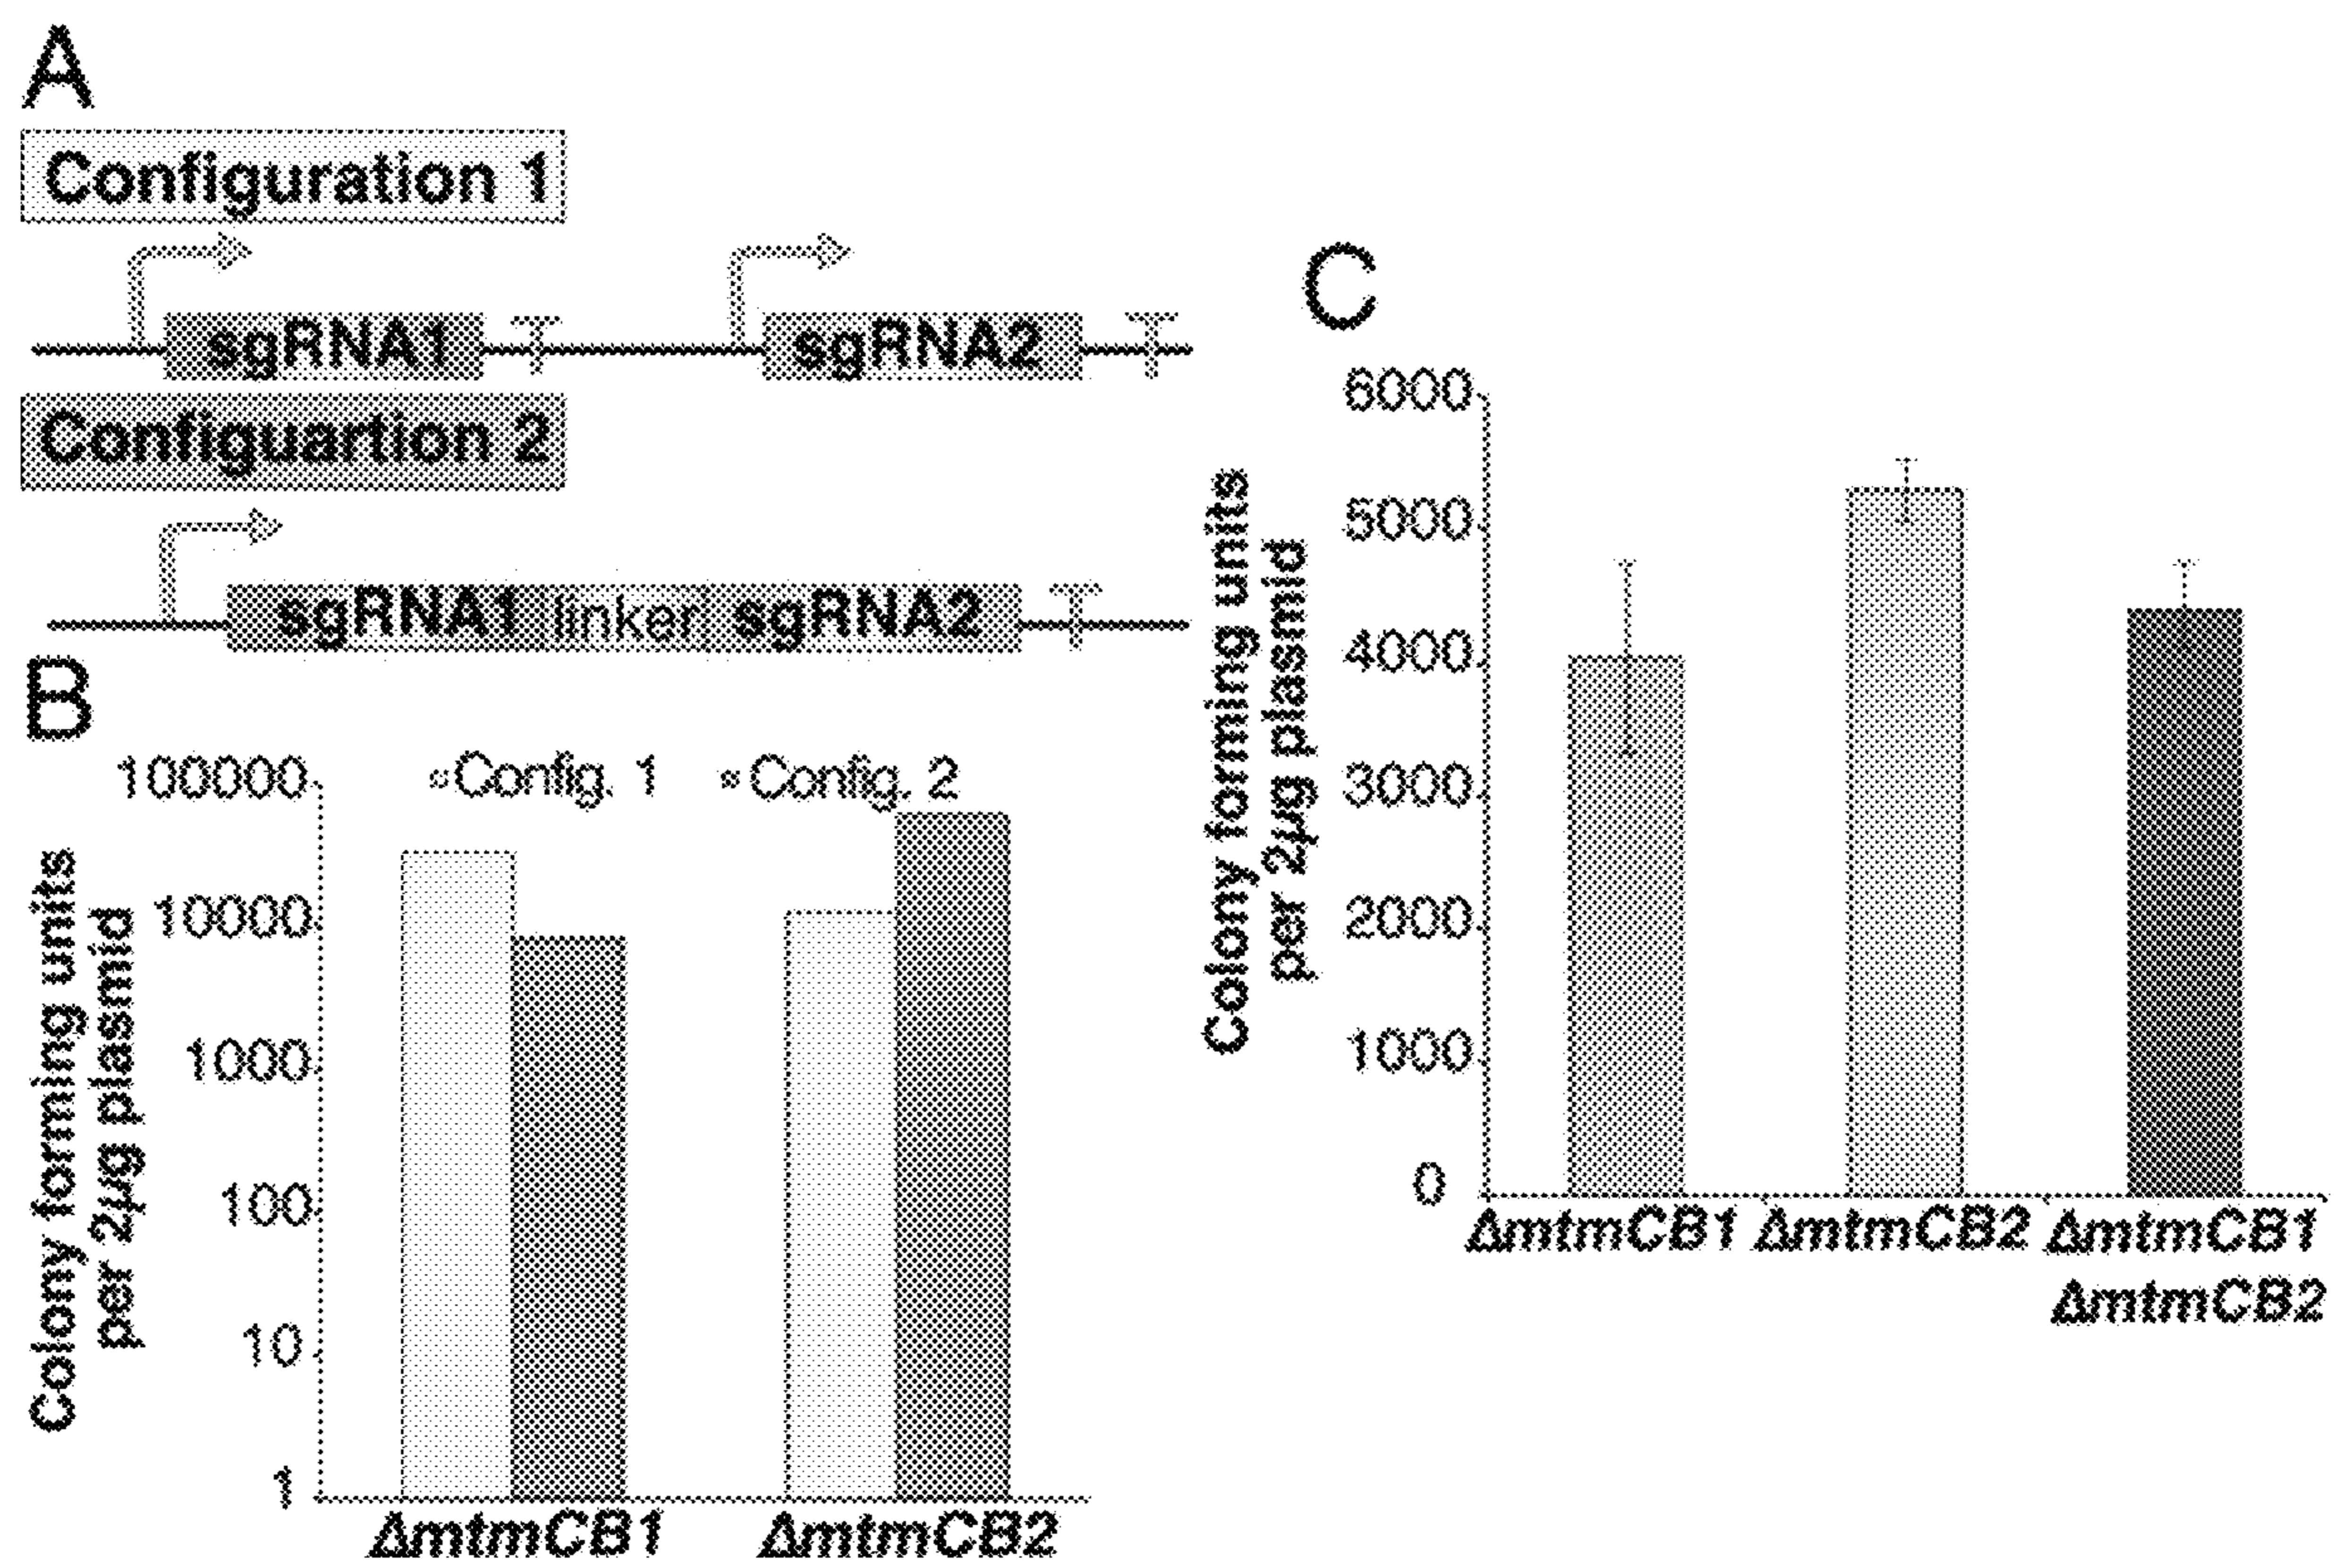 A
Configuration 1
sgRNA1 sgRNA2
Configuartion 2
sgRNA1 linker sgRNA2
B
Colony forming units
per 2µg plasmid
100000
10000
1000
100
10
1
Config. 1 Config. 2
ΔmtmCB1 ΔmtmCB2
C
Colony forming units
per 2µg plasmid
6000
5000
4000
3000
2000
1000
0
ΔmtmCB1 ΔmtmCB2 ΔmtmCB1
ΔmtmCB2